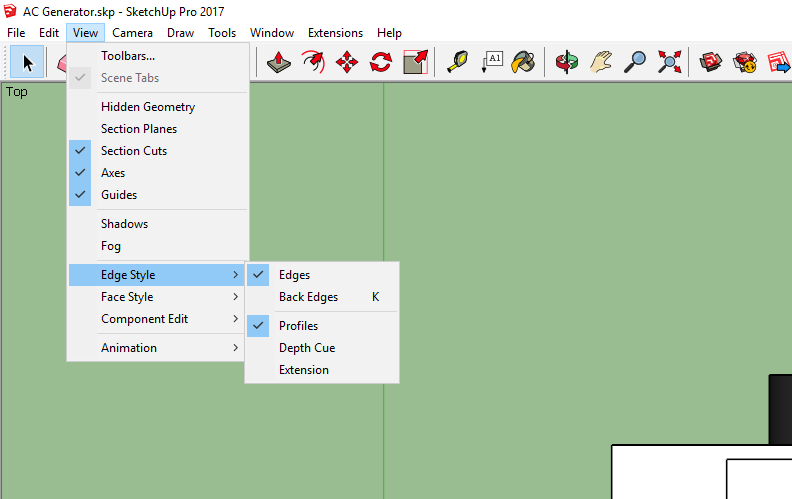 AC Generator.skp - SketchUp Pro 2017
File Edit View Camera Draw Tools Window Extensions Help
A1
Top
Toolbars...
Scene Tabs
Hidden Geometry
Section Planes
Section Cuts
Axes
Guides
Shadows
Fog
Edge Style
Face Style
Component Edit
Animation
Edges
Back Edges K
Profiles
Depth Cue
Extension